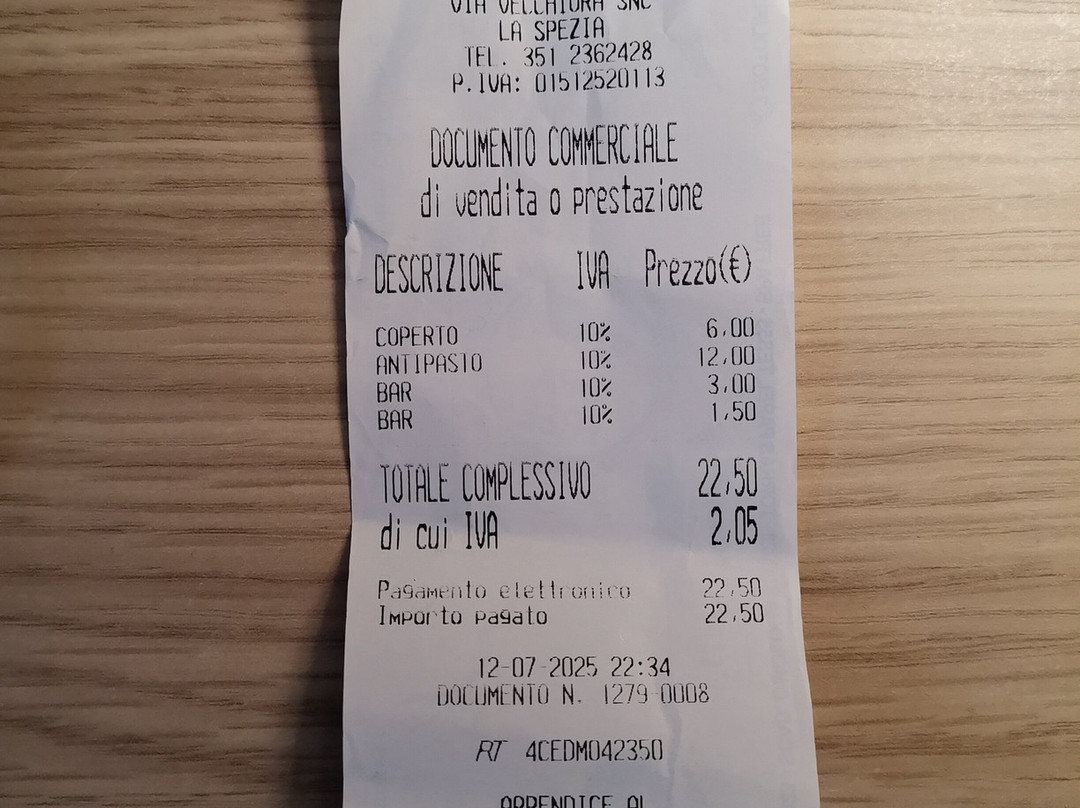 LA SPEZIA
TEL. 351 2362428
P.IVA: 01512520113
DOCUMENTO COMMERCIALE
di vendita o prestazione
DESCRIZIONE IVA Prezzo(€)
COPERTO 10% 6,00
ANTIPASTO 10% 12,00
BAR 10% 3,00
BAR 10% 1,50
TOTALE COMPLESSIVO 22,50
di cui IVA 2,05
Pagamento elettronico 22,50
Importo pagato 22,50
12-07-2025 22:34
DOCUMENTO N. 1279-0008
RT 4CEDM042350
APPENDICE AL